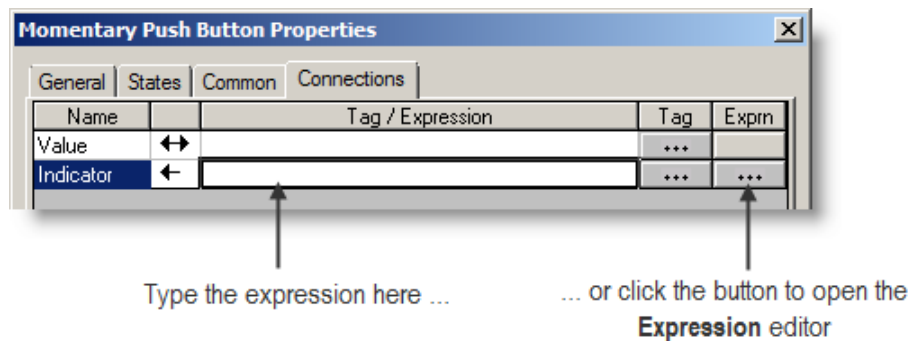 Momentary Push Button Properties
General States Common Connections
Name Tag / Expression Tag Exprn
Value ↔ ...
Indicator ← ... ...
Type the expression here ...
... or click the button to open the
Expression editor